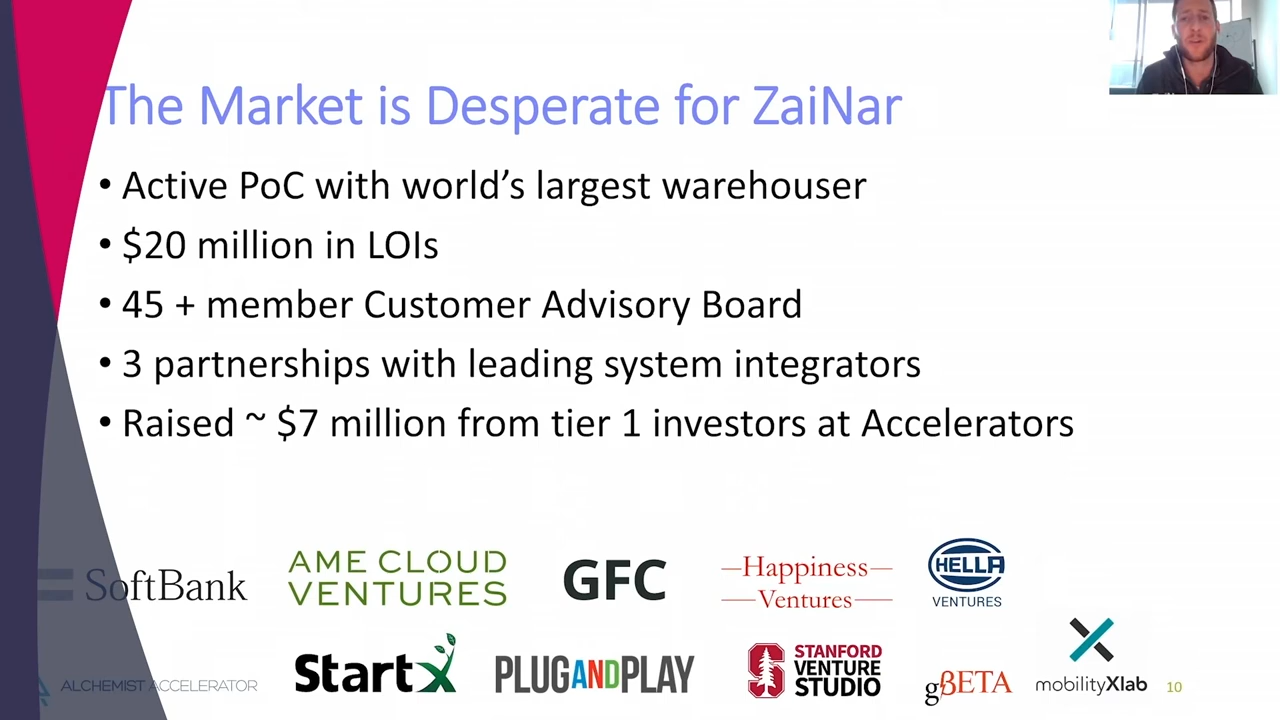 The Market is Desperate for ZaiNar
• Active PoC with world's largest warehouser
• $20 million in LOIs
• 45 + member Customer Advisory Board
• 3 partnerships with leading system integrators
• Raised ~ $7 million from tier 1 investors at Accelerators
SoftBank
AME CLOUD
VENTURES
GFC
Happiness
Ventures
HELLA
VENTURES
ALCHEMIST ACCELERATOR
StartX
PLUGANDPLAY
STANFORD
VENTURE
STUDIO
gBETA
mobilityXlab
10